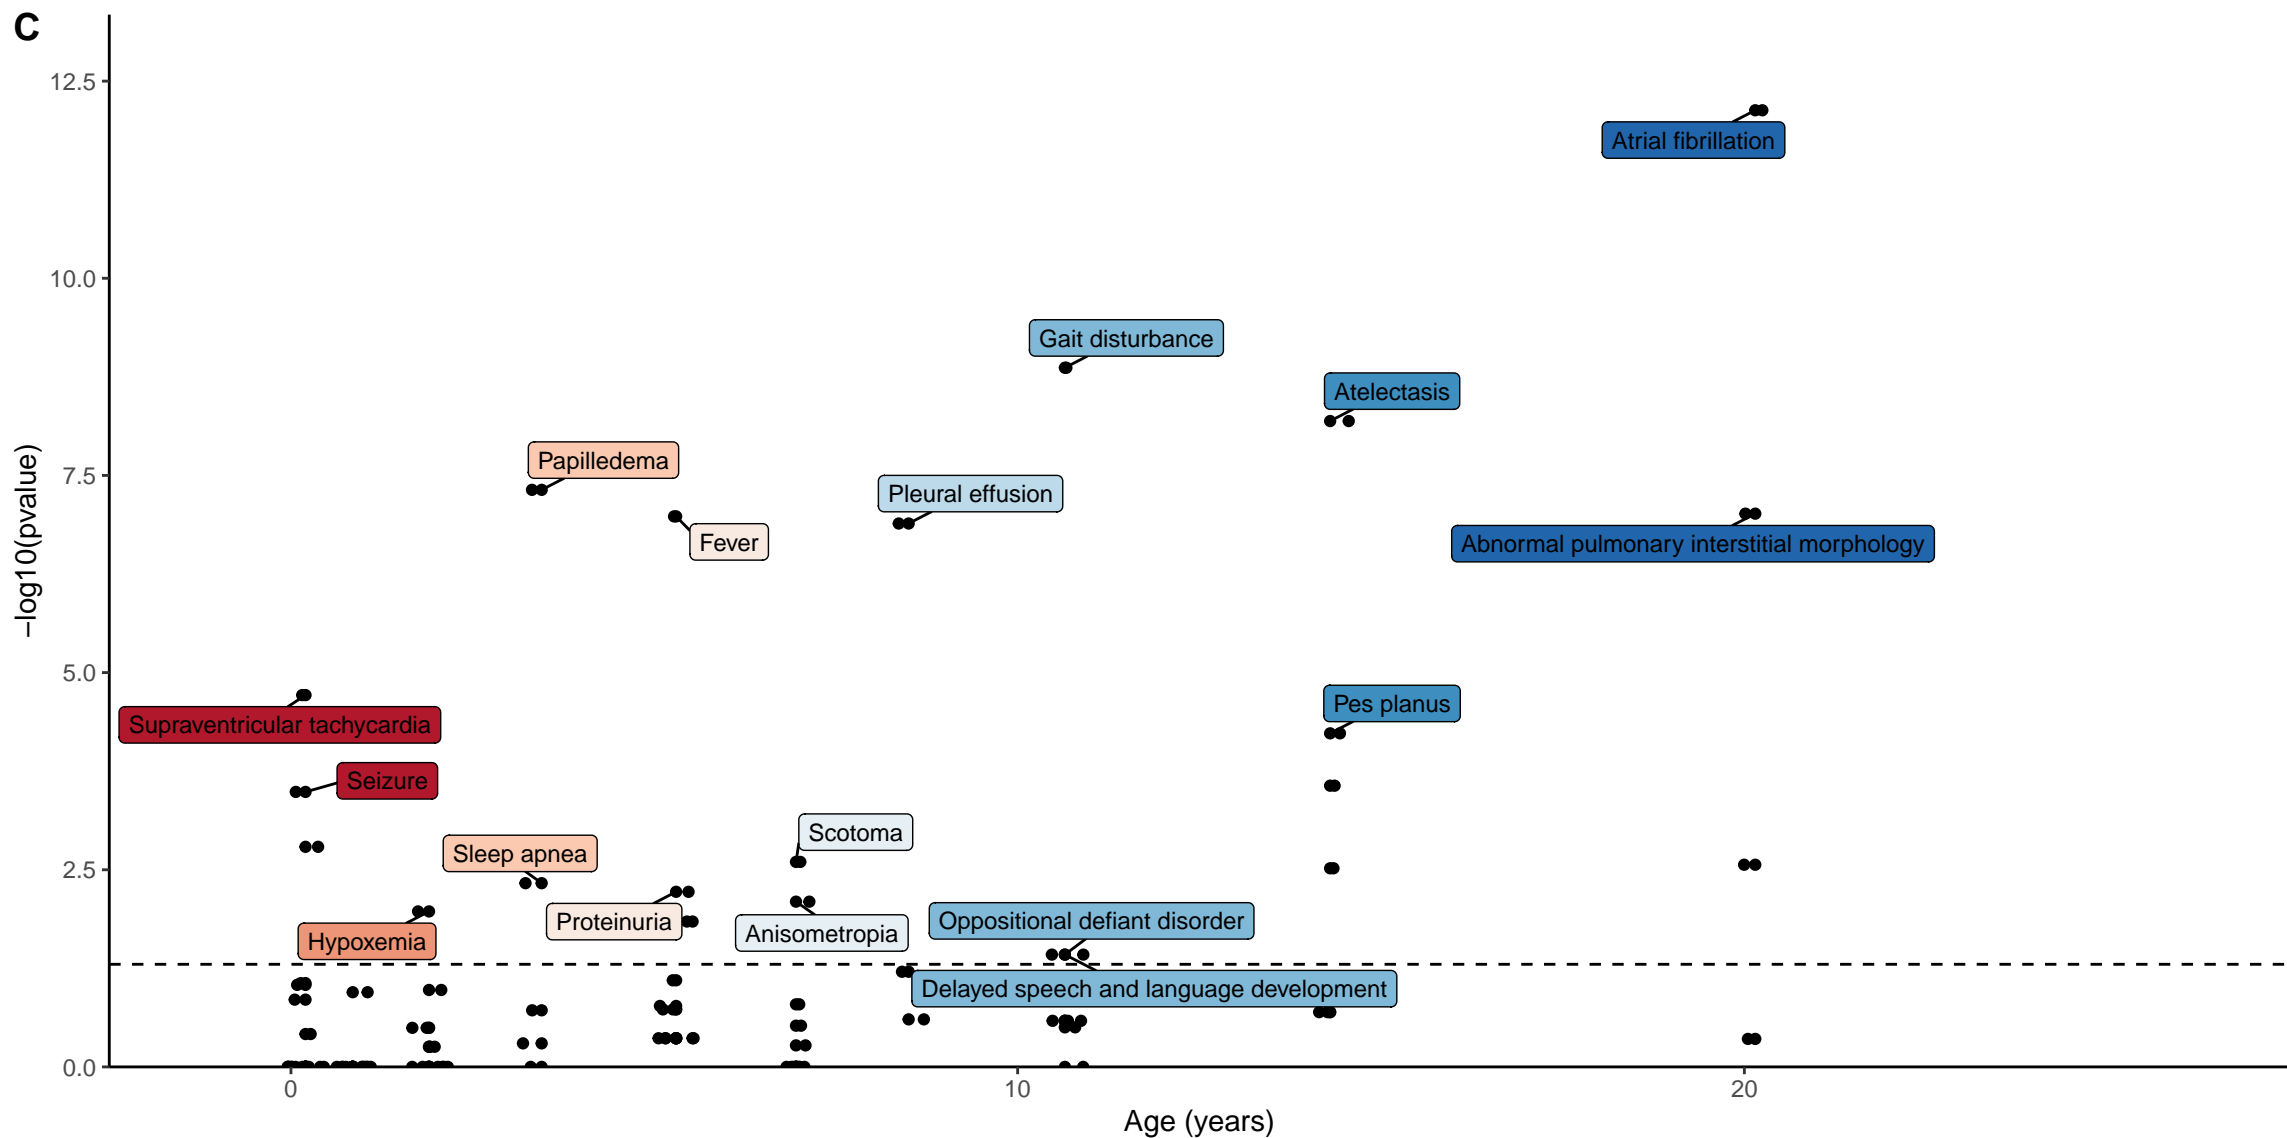 C
12.5
Atrial fibrillation
10.0
Gait disturbance
Atelectasis
Papilledema
7.5
Pleural effusion
Fever
Abnormal pulmonary interstitial morphology
−log10(pvalue)
5.0
Supraventricular tachycardia
Pes planus
Seizure
Scotoma
Sleep apnea
2.5
Proteinuria
Oppositional defiant disorder
Anisometropia
Hypoxemia
Delayed speech and language development
0.0
0
10
20
Age (years)